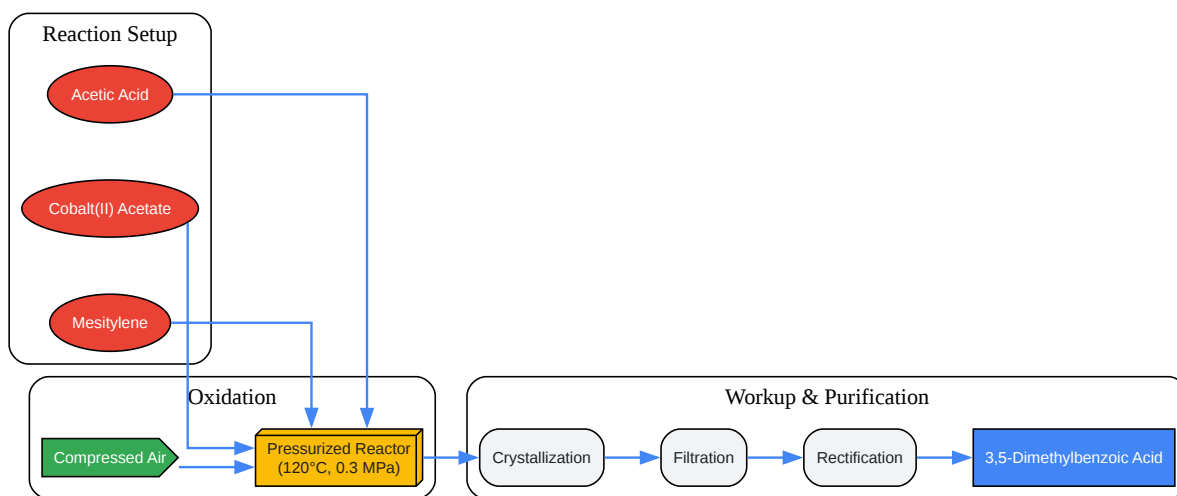 Reaction Setup
Acetic Acid
Cobalt(II) Acetate
Mesitylene
Oxidation
Compressed Air
Pressurized Reactor
(120°C, 0.3 MPa)
Workup & Purification
Crystallization
Filtration
Rectification
3,5-Dimethylbenzoic Acid